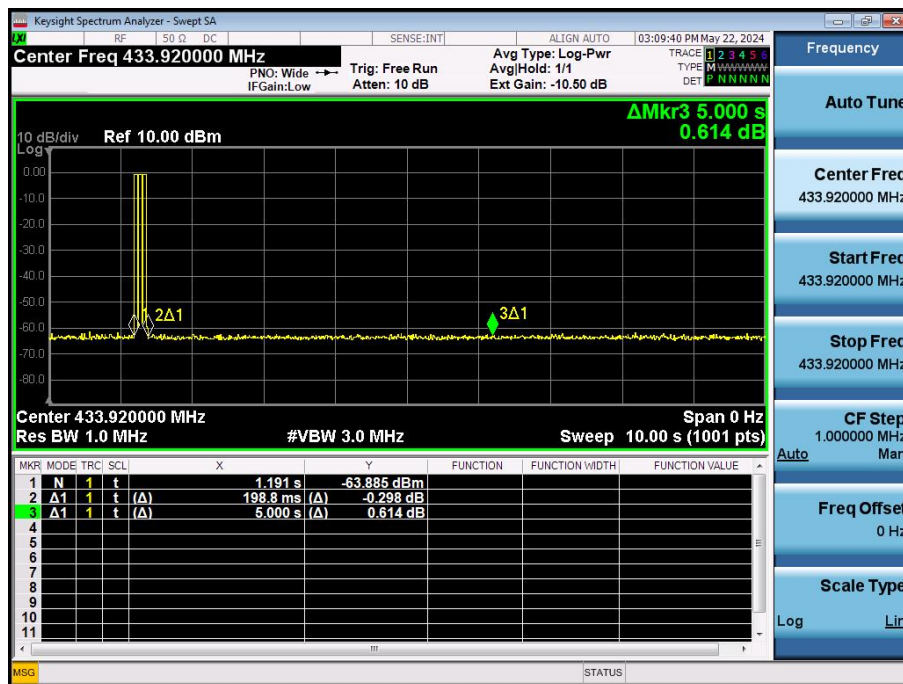 Keysight Spectrum Analyzer - Swept SA
LXI RF 50 Ω DC SENSE:INT ALIGN AUTO 03:09:40 PM May 22, 2024
Center Freq 433.920000 MHz
PNO: Wide
IFGain:Low
Trig: Free Run
Atten: 10 dB
Avg Type: Log-Pwr
Avg|Hold: 1/1
Ext Gain: -10.50 dB
TRACE 1 2 3 4 5 6
TYPE M W W W W W
DET P N N N N N
ΔMkr3 5.000 s
0.614 dB
10 dB/div Ref 10.00 dBm
Log
0.00
-10.0
-20.0
-30.0
-40.0
-50.0
-60.0
-70.0
-80.0
1
2Δ1
3Δ1
Center 433.920000 MHz Span 0 Hz
Res BW 1.0 MHz #VBW 3.0 MHz Sweep 10.00 s (1001 pts)
MKR MODE TRC SCL X Y FUNCTION FUNCTION WIDTH FUNCTION VALUE
1 N 1 t 1.191 s -63.885 dBm
2 Δ1 1 t (Δ) 198.8 ms (Δ) -0.298 dB
3 Δ1 1 t (Δ) 5.000 s (Δ) 0.614 dB
4
5
6
7
8
9
10
11
MSG STATUS
Frequency
Auto Tune
Center Freq
433.920000 MHz
Start Freq
433.920000 MHz
Stop Freq
433.920000 MHz
CF Step
1.000000 MHz
Auto Man
Freq Offset
0 Hz
Scale Type
Log Lin